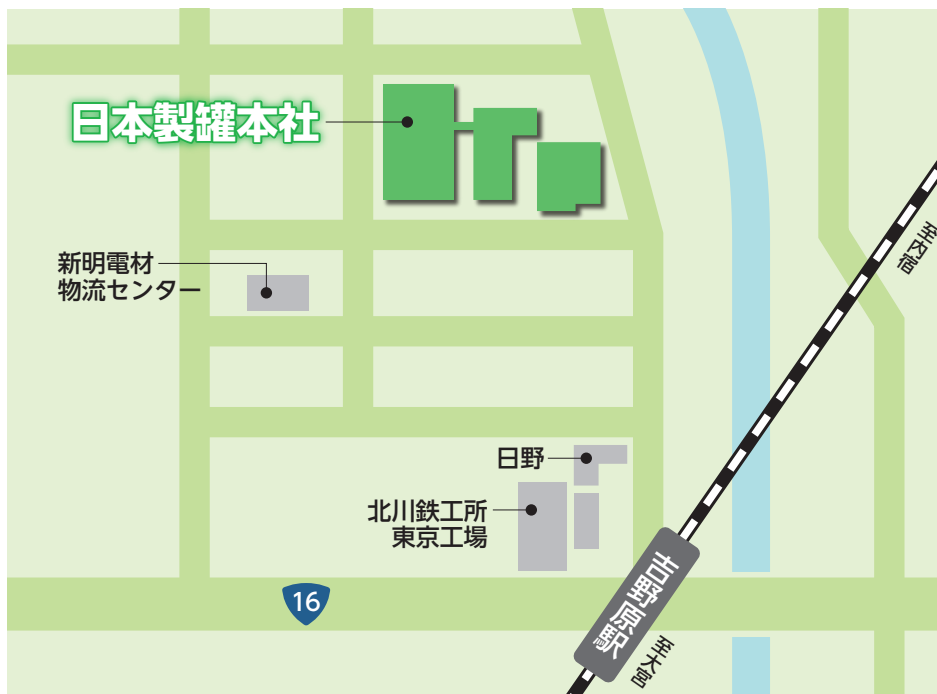 日本製罐本社
至内宿
新明電材
物流センター
日野
北川鉄工所
東京工場
16
吉野原駅
至大宮